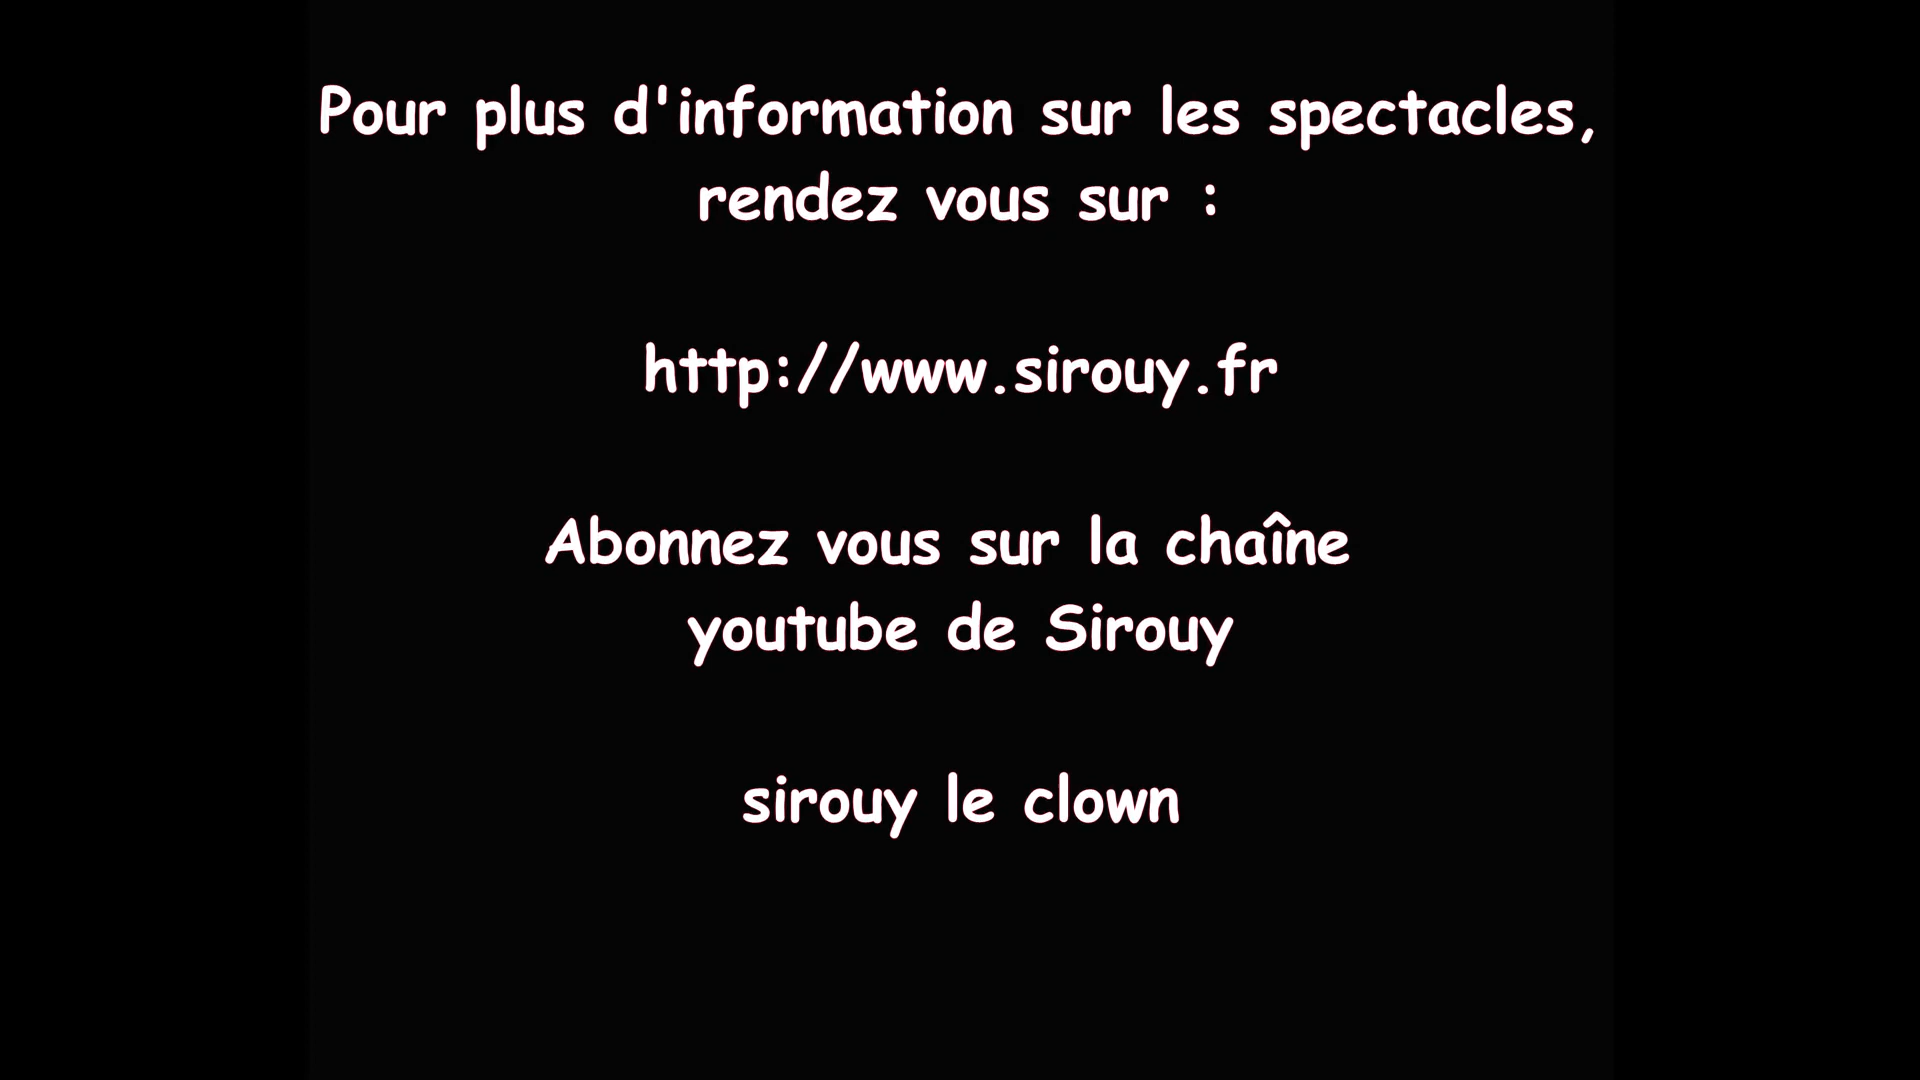 Pour plus d'information sur les spectacles,
rendez vous sur :
http://www.sirouy.fr
Abonnez vous sur la chaîne
youtube de Sirouy
sirouy le clown